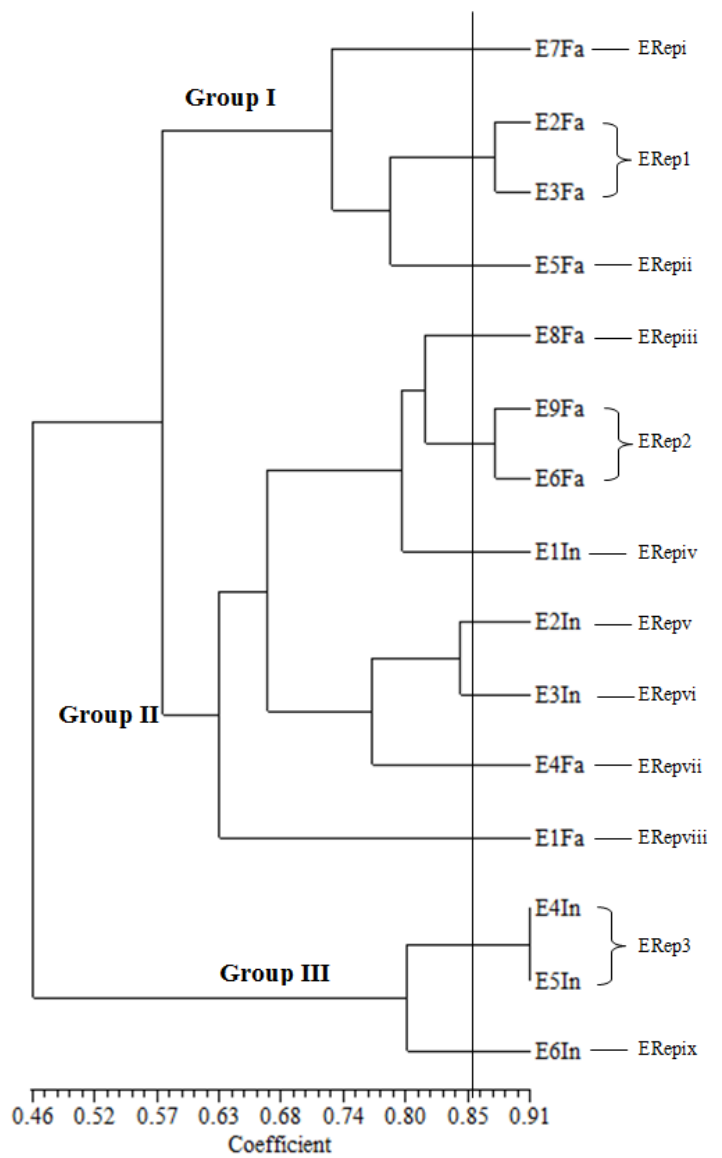 E7Fa ERepi
Group I
E2Fa
ERep1
E3Fa
E5Fa ERepii
E8Fa ERepiii
E9Fa
ERep2
E6Fa
E1In ERepiv
E2In ERepv
E3In ERepvi
Group II
E4Fa ERepvii
E1Fa ERepviii
E4In
ERep3
Group III
E5In
E6In ERepix
0.46 0.52 0.57 0.63 0.68 0.74 0.80 0.85 0.91
Coefficient